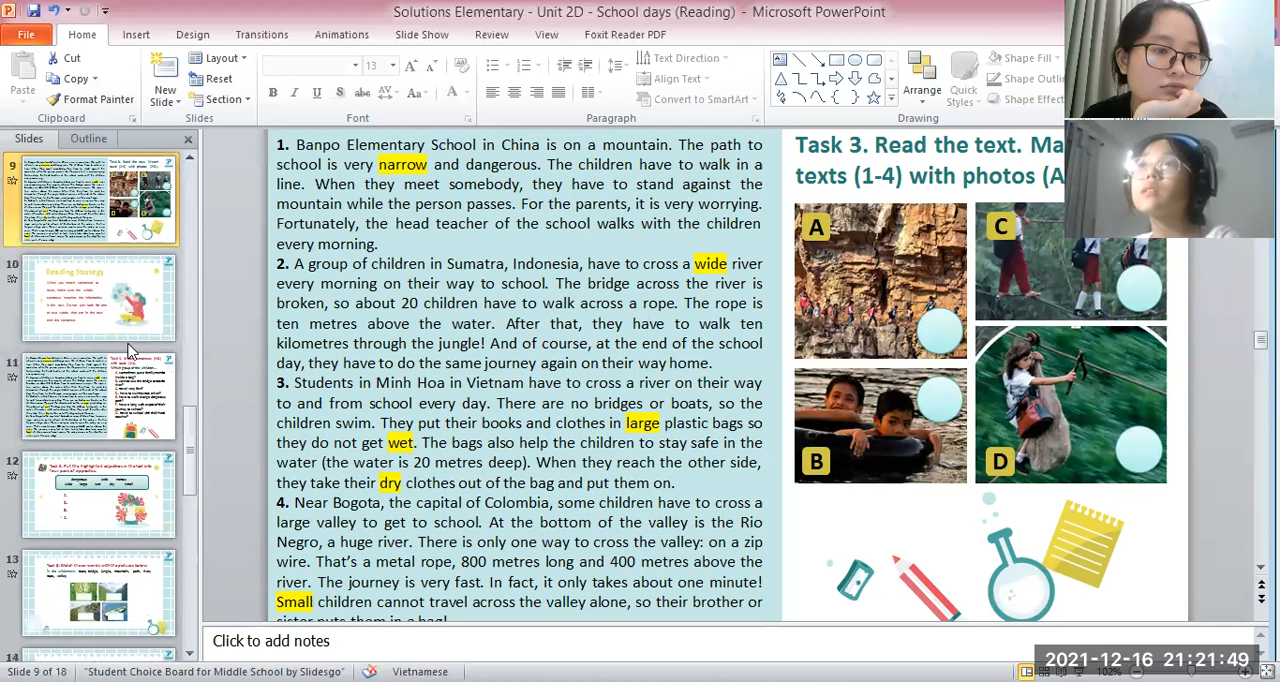 Solutions Elementary - Unit 2D - School days (Reading) - Microsoft PowerPoint
File Home Insert Design Transitions Animations Slide Show Review View Foxit Reader PDF
Paste
Cut
Copy
Format Painter
Clipboard
New
Slide
Layout
Reset
Section
Slides
13
B I U S abc AV Aa A
Font
Text Direction
Align Text
Convert to SmartArt
Paragraph
Arrange
Quick
Styles
Shape Fill
Shape Outli
Shape Effec
Drawing
Slides Outline
9
10
Reading Strategy
11
12
13
14
1. Banpo Elementary School in China is on a mountain. The path to
school is very narrow and dangerous. The children have to walk in
line. When they meet somebody, they have to stand against the
mountain while the person passes. For the parents, it is very worrying.
Fortunately, the head teacher of the school walks with the children
every morning.
2. A group of children in Sumatra, Indonesia, have to cross a wide river
every morning on their way to school. The bridge across the river is
broken, so about 20 children have to walk across a rope. The rope is
ten metres above the water. After that, they have to walk ten
kilometres through the jungle! And of course, at the end of the school
day, they have to do the same journey again on their way home.
3. Students in Minh Hoa in Vietnam have to cross a river on their way
to and from school every day. There are no bridges or boats, so the
children swim. They put their books and clothes in large plastic bags so
they do not get wet. The bags also help the children to stay safe in the
water (the water is 20 metres deep). When they reach the other side,
they take their dry clothes out of the bag and put them on.
4. Near Bogota, the capital of Colombia, some children have to cross a
large valley to get to school. At the bottom of the valley is the Rio
Negro, a huge river. There is only one way to cross the valley: on a zip
wire. That's a metal rope, 800 metres long and 400 metres above the
river. The journey is very fast. In fact, it only takes about one minute!
Small children cannot travel across the valley alone, so their brother or
sister puts them in a bag!
Task 3. Read the text. Ma
texts (1-4) with photos (A
A
C
B
D
Click to add notes
Slide 9 of 18 "Student Choice Board for Middle School by Slidesgo" Vietnamese
102%
2021-12-16 21:21:49